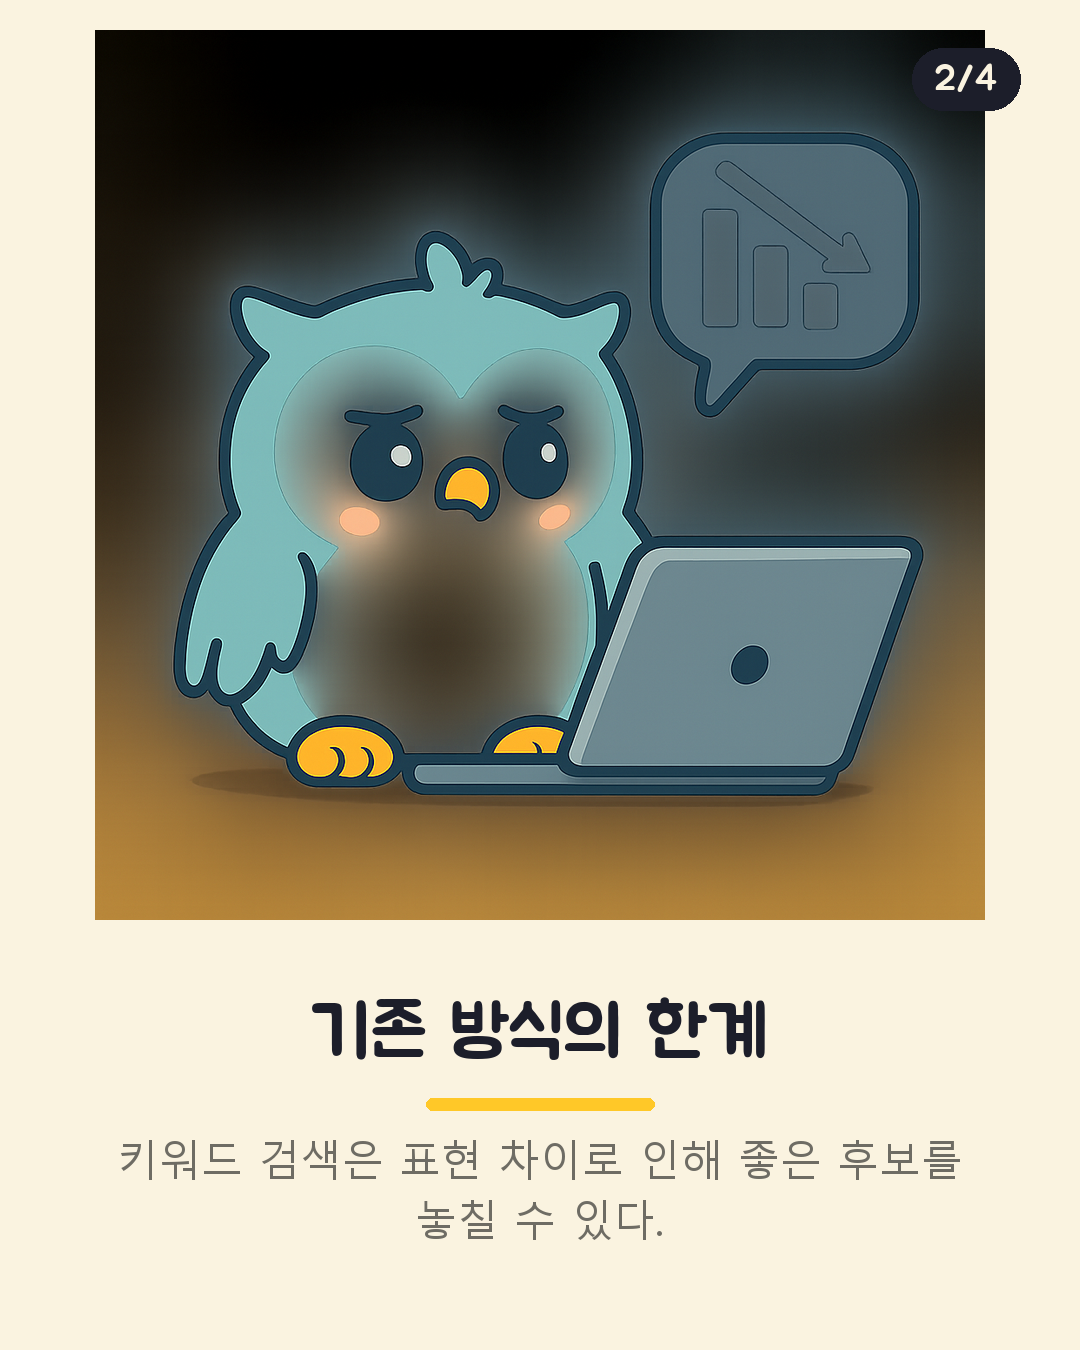 2/4
기존 방식의 한계
키워드 검색은 표현 차이로 인해 좋은 후보를
놓칠 수 있다.